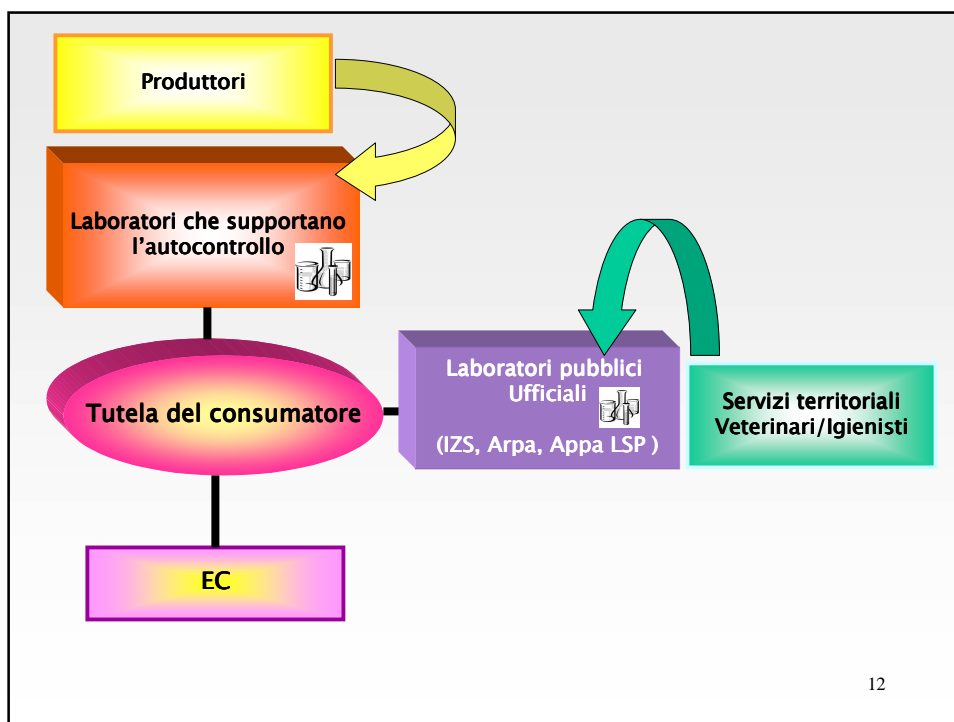 Produttori
Laboratori che supportano
l'autocontrollo
Laboratori pubblici
Ufficiali
(IZS, Arpa, Appa LSP )
Servizi territoriali
Veterinari/Igienisti
Tutela del consumatore
EC
12